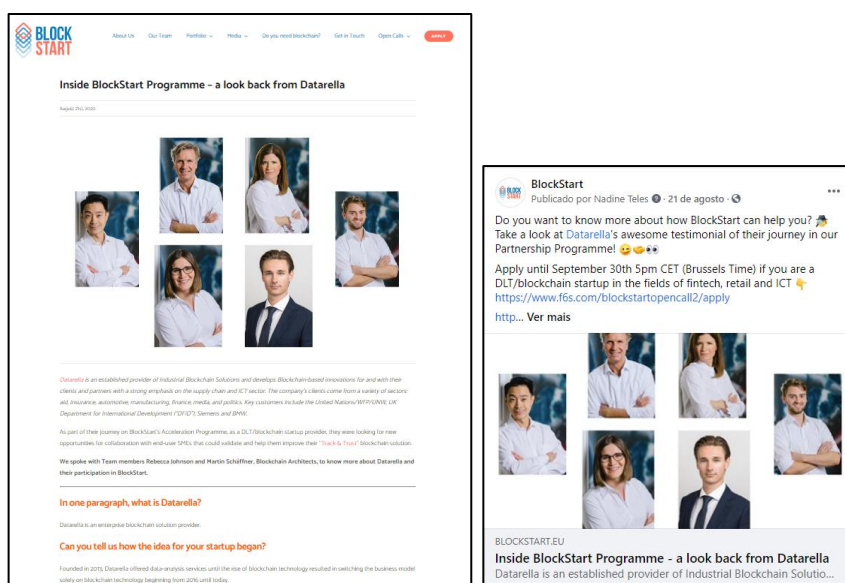 BLOCK
START
About Us Our Team Portfolio Media Do you need blockchain? Get in Touch Open Calls APPLY
Inside BlockStart Programme – a look back from Datarella
August 21st, 2020
Datarella is an established provider of Industrial Blockchain Solutions and develops Blockchain-based innovations for and with their
clients and partners with a strong emphasis on the supply chain and ICT sector. The company's clients come from a variety of sectors:
aid, insurance, automotive, manufacturing, finance, media, and politics. Key customers include the United Nations/WFP/UNW, UK
Department for International Development ("DFID"), Siemens and BMW.
As part of their journey on BlockStart's Acceleration Programme, as a DLT/blockchain startup provider, they were looking for new
opportunities for collaboration with end-user SMEs that could validate and help them improve their "Track & Trust" blockchain solution.
We spoke with Team members Rebecca Johnson and Martin Schäffner, Blockchain Architects, to know more about Datarella and
their participation in BlockStart.
In one paragraph, what is Datarella?
Datarella is an enterprise blockchain solution provider.
Can you tell us how the idea for your startup began?
Founded in 2013, Datarella offered data-analysis services until the rise of blockchain technology resulted in switching the business model
solely on blockchain technology beginning from 2016 until today.
BLOCK
START
BlockStart
Publicado por Nadine Teles · 21 de agosto ·
Do you want to know more about how BlockStart can help you?
Take a look at Datarella's awesome testimonial of their journey in our
Partnership Programme! 😉🤝👀
Apply until September 30th 5pm CET (Brussels Time) if you are a
DLT/blockchain startup in the fields of fintech, retail and ICT 👇
https://www.f6s.com/blockstartopencall2/apply
http... Ver mais
BLOCKSTART.EU
Inside BlockStart Programme - a look back from Datarella
Datarella is an established provider of Industrial Blockchain Solutio...